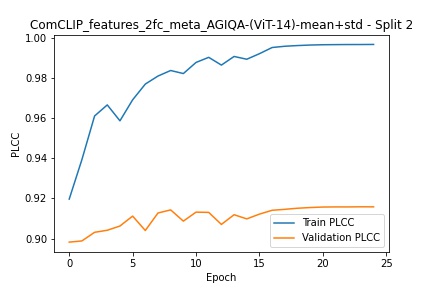 ComCLIP_features_2fc_meta_AGIQA-(ViT-14)-mean+std - Split 2
1.00
0.98
0.96
0.94
0.92
0.90
PLCC
Train PLCC
Validation PLCC
0
5
10
15
20
25
Epoch